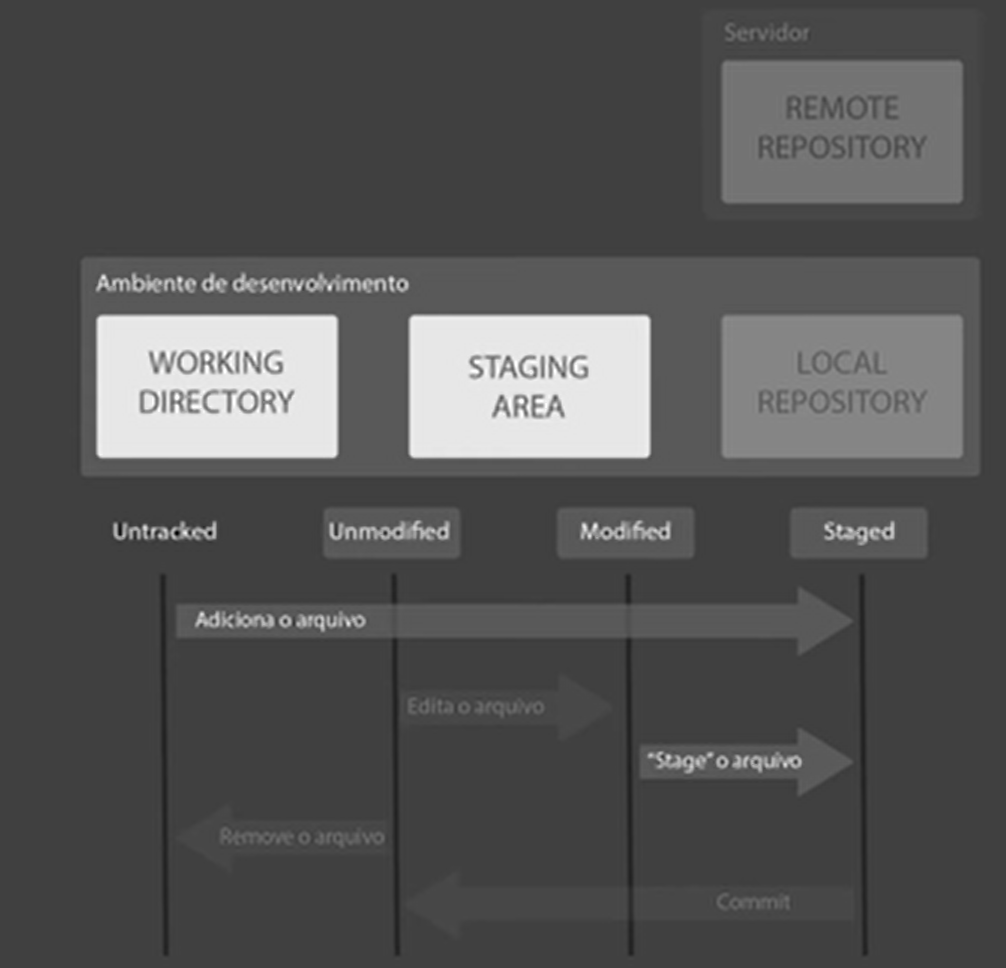 Servidor
REMOTE
REPOSITORY
Ambiente de desenvolvimento
WORKING
DIRECTORY
STAGING
AREA
LOCAL
REPOSITORY
Untracked
Unmodified
Modified
Staged
Adiciona o arquivo
Edita o arquivo
"Stage" o arquivo
Remove o arquivo
Commit